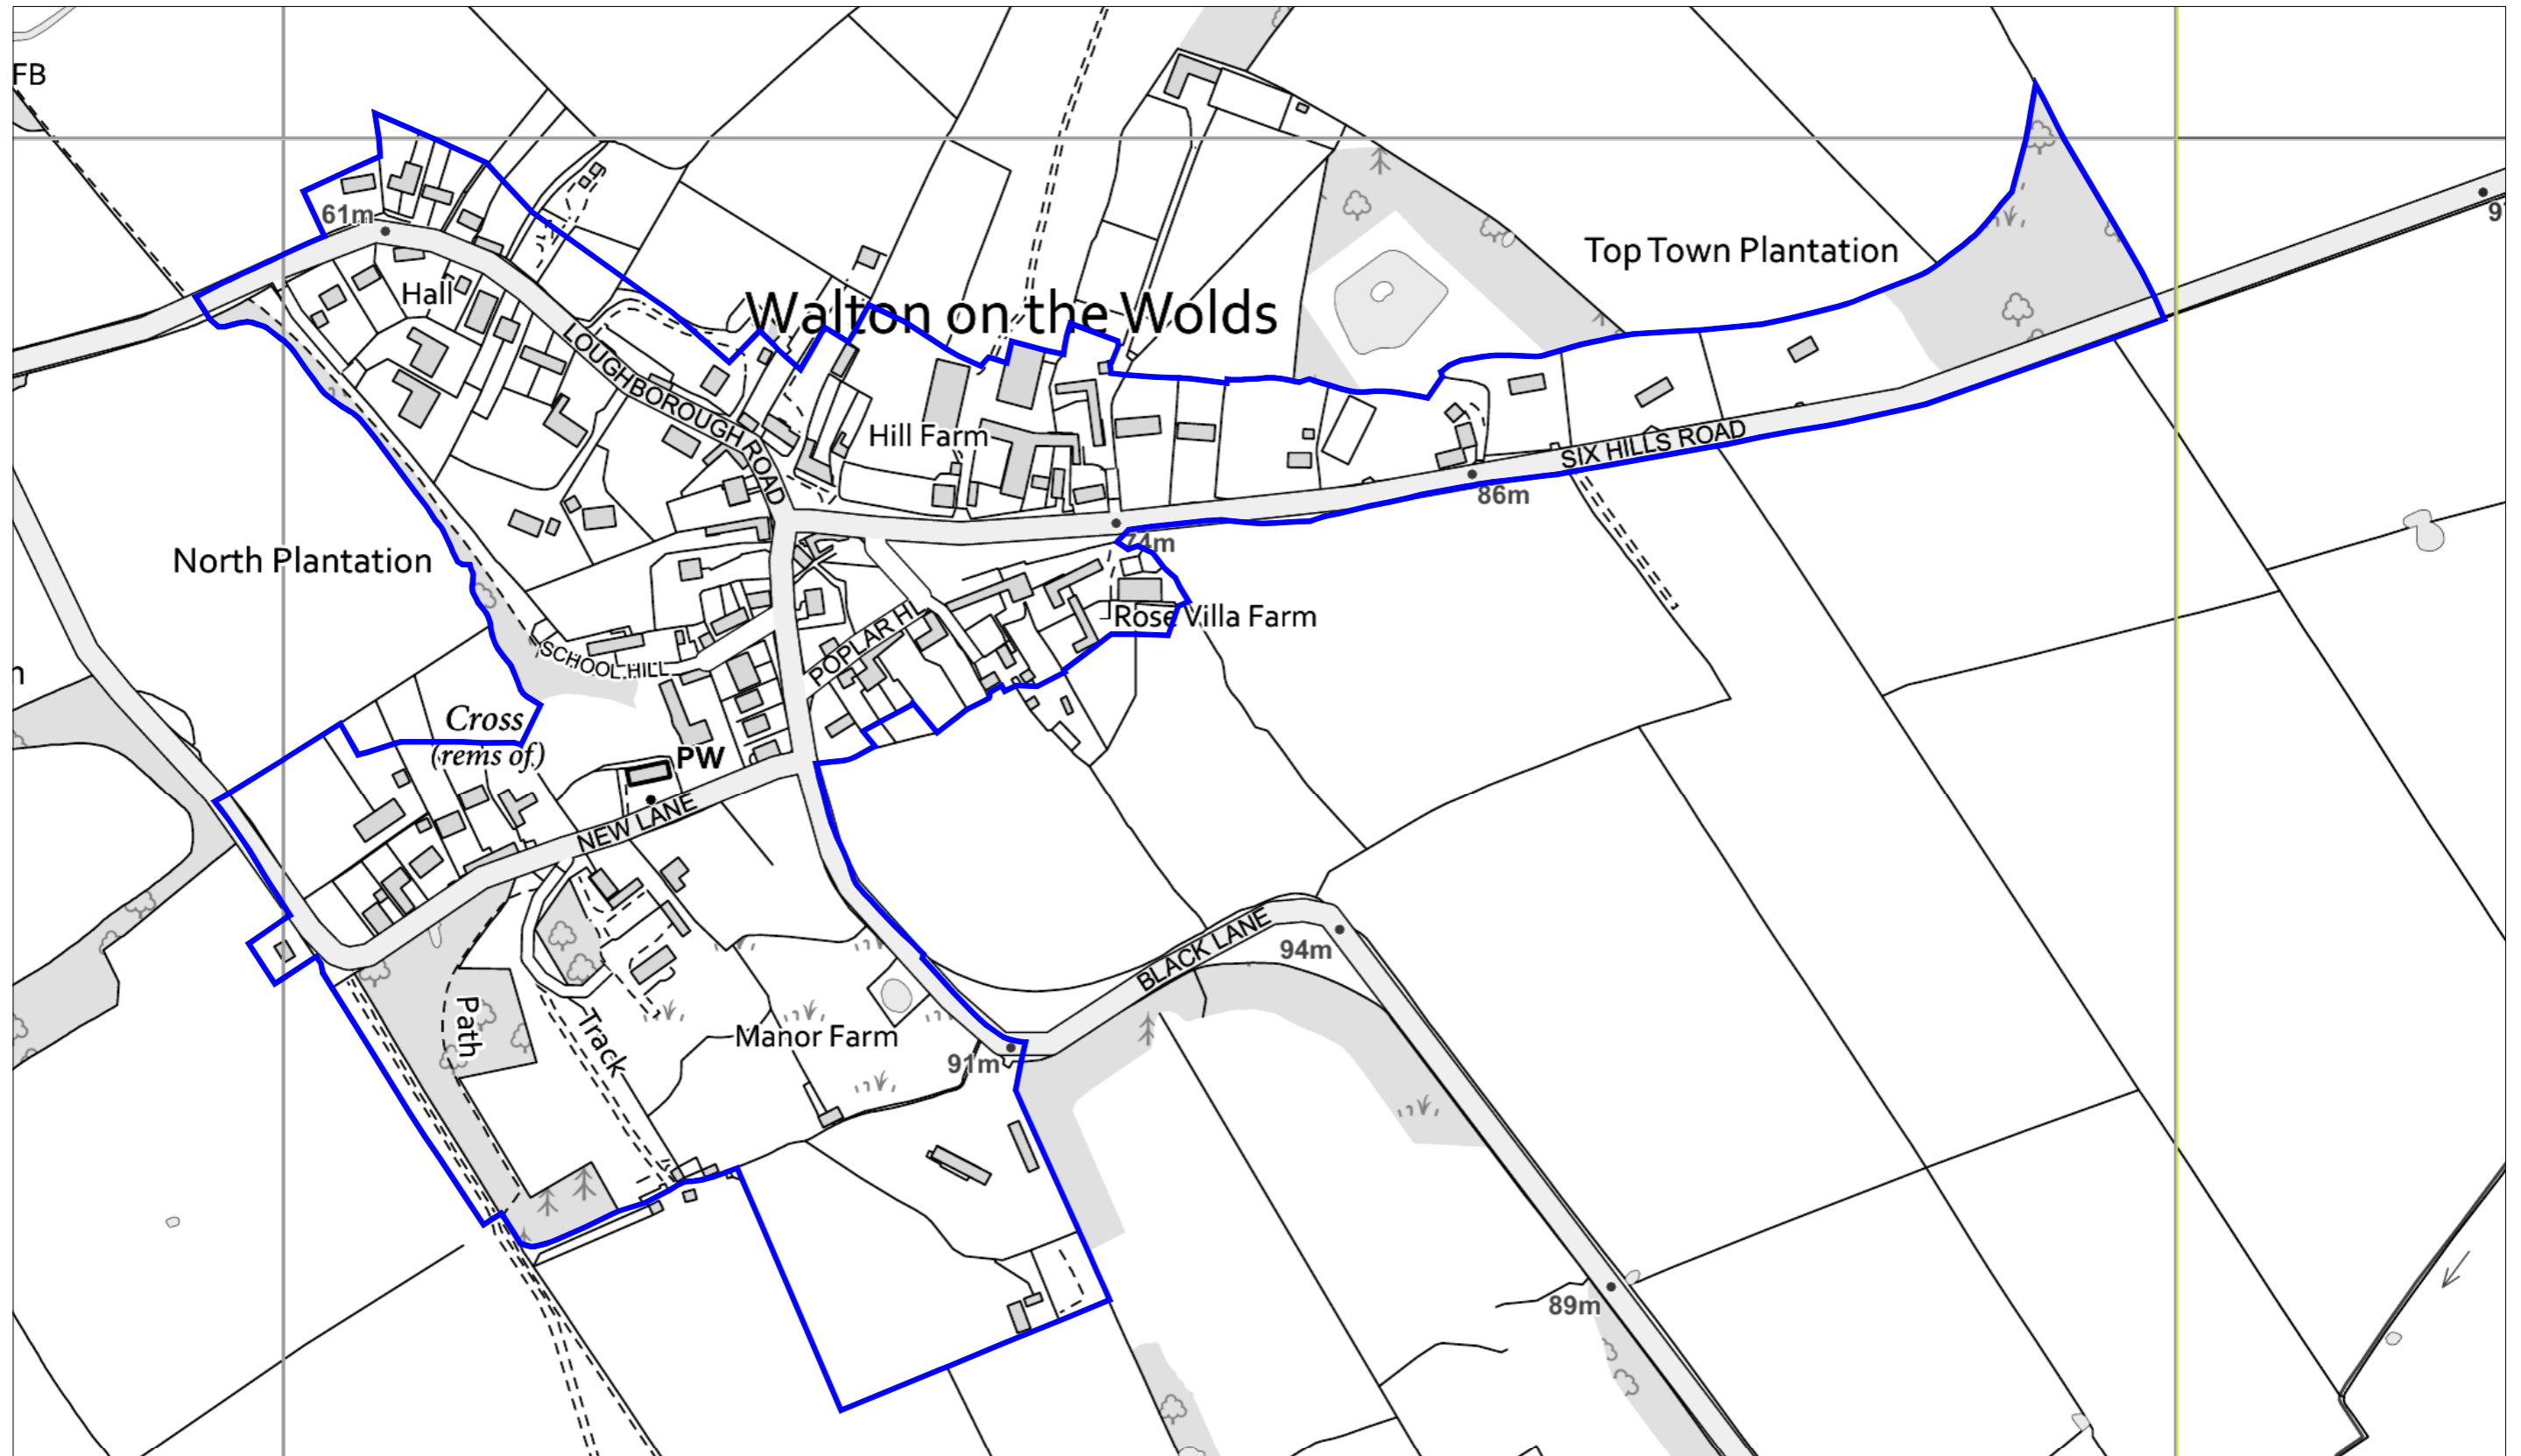 FB
61m
Hall
Top Town Plantation
Walton on the Wolds
LOUGHBOROUGH ROAD
Hill Farm
SIX HILLS ROAD
86m
74m
North Plantation
Rose Villa Farm
SCHOOL HILL
POPLAR H
Cross
(rems of)
PW
NEW LANE
BLACK LANE
94m
Path
Track
Manor Farm
91m
89m